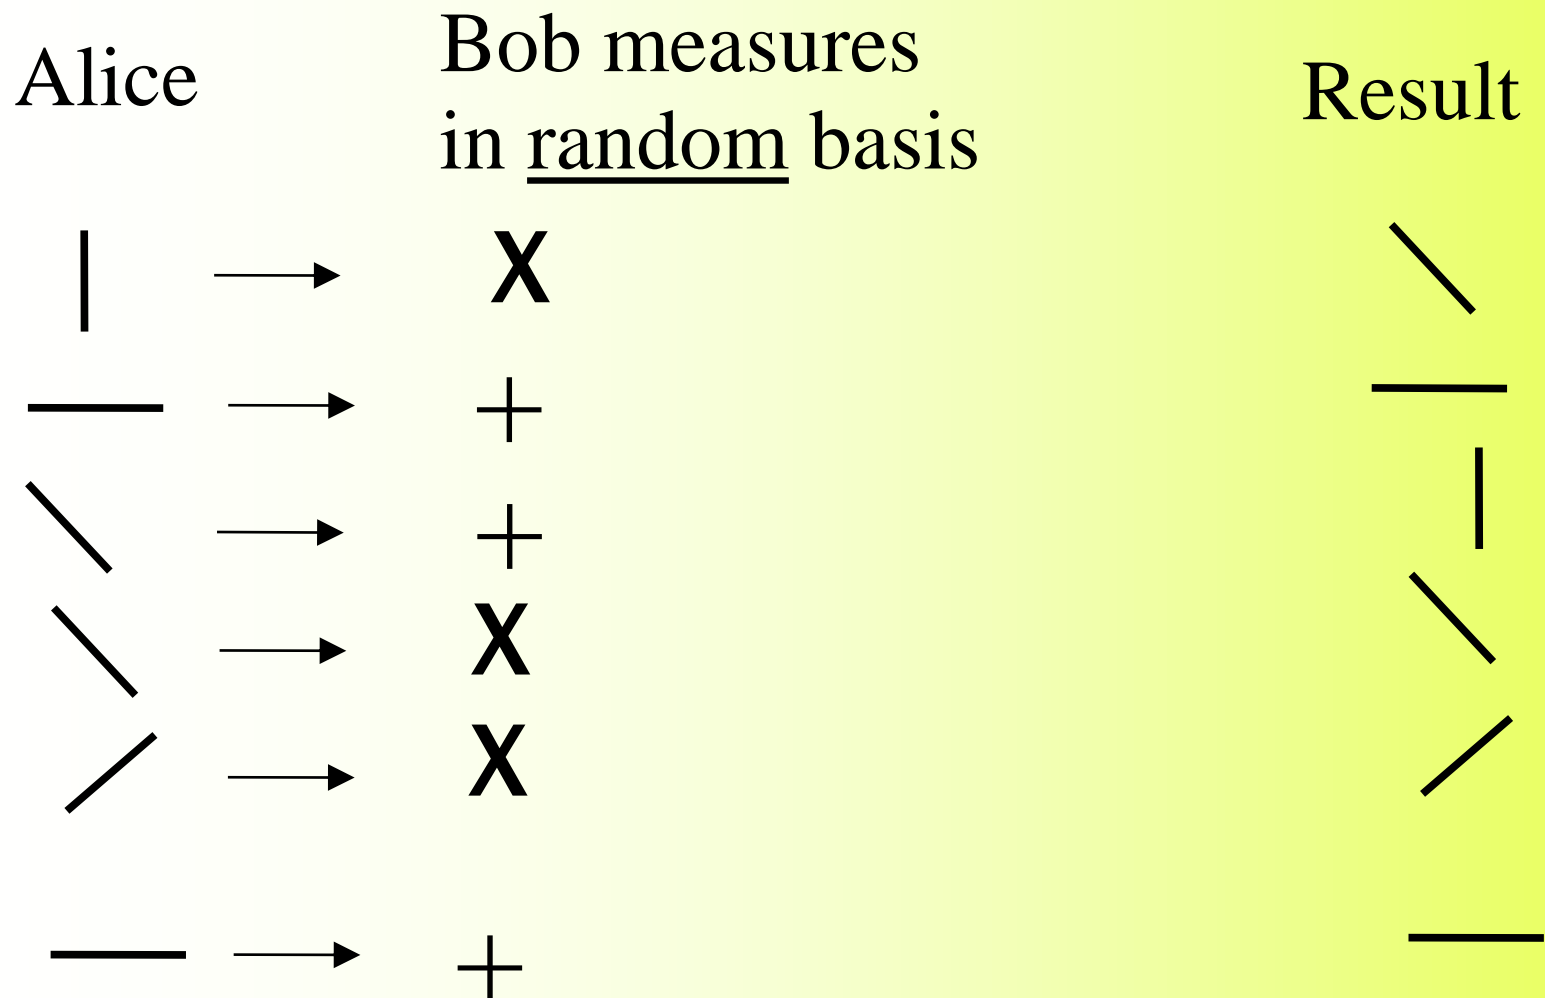 Alice
Bob measures
in random basis
Result
X
+
+
X
X
+